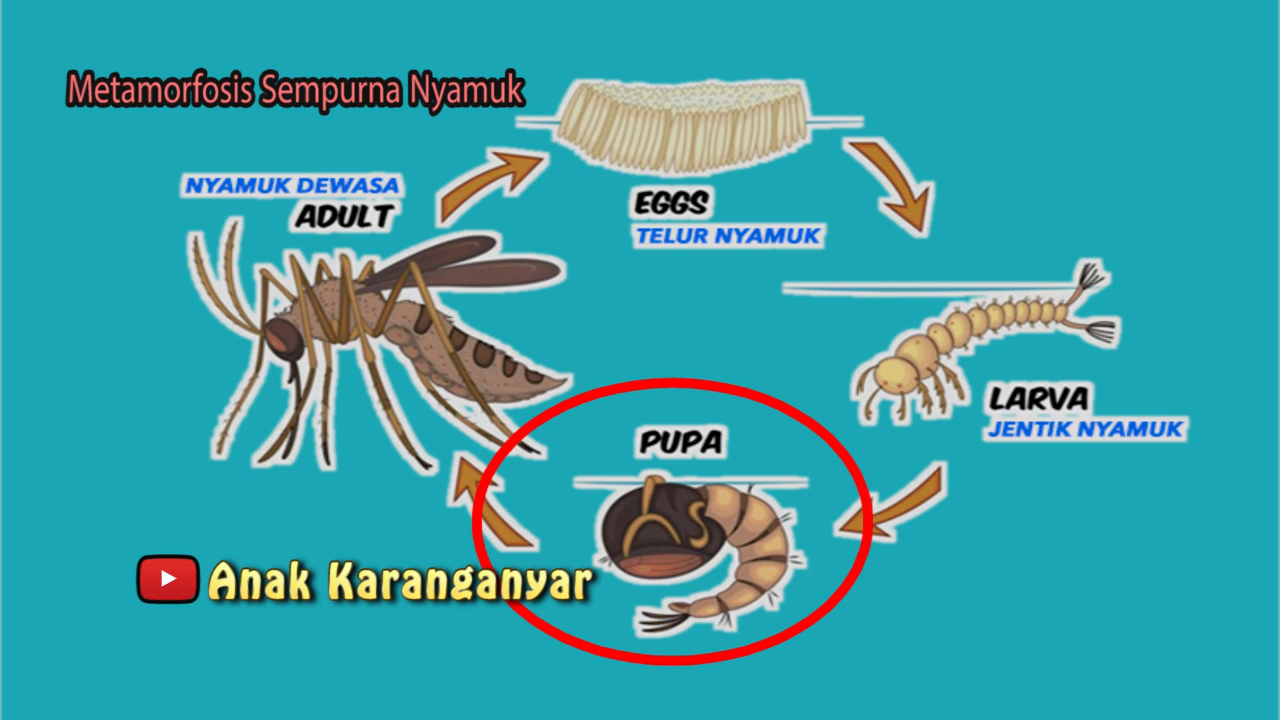 Metamorfosis Sempurna Nyamuk
NYAMUK DEWASA
ADULT
EGGS
TELUR NYAMUK
LARVA
JENTIK NYAMUK
PUPA
Anak Karanganyar